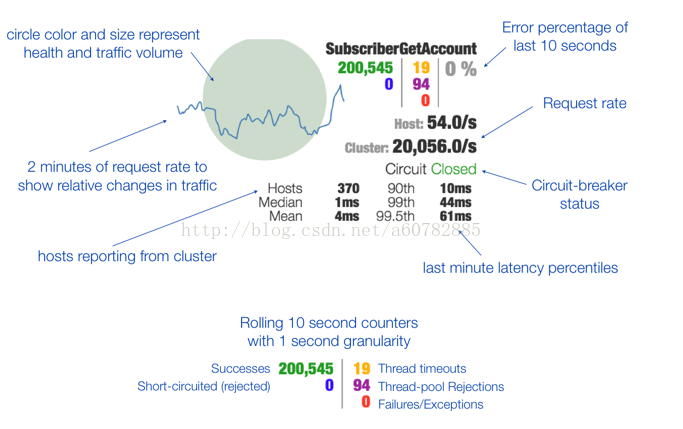 circle color and size represent
health and traffic volume
Error percentage of
last 10 seconds
SubscriberGetAccount
200,545 19 0 %
0 94
0
Request rate
Host: 54.0/s
Cluster: 20,056.0/s
2 minutes of request rate to
show relative changes in traffic
Circuit Closed
Circuit-breaker
status
Hosts 370 90th 10ms
Median 1ms 99th 44ms
Mean 4ms 99.5th 61ms
http://blog.csdn.net/a60782885
hosts reporting from cluster
last minute latency percentiles
Rolling 10 second counters
with 1 second granularity
Successes 200,545 19 Thread timeouts
Short-circuited (rejected) 0 94 Thread-pool Rejections
0 Failures/Exceptions